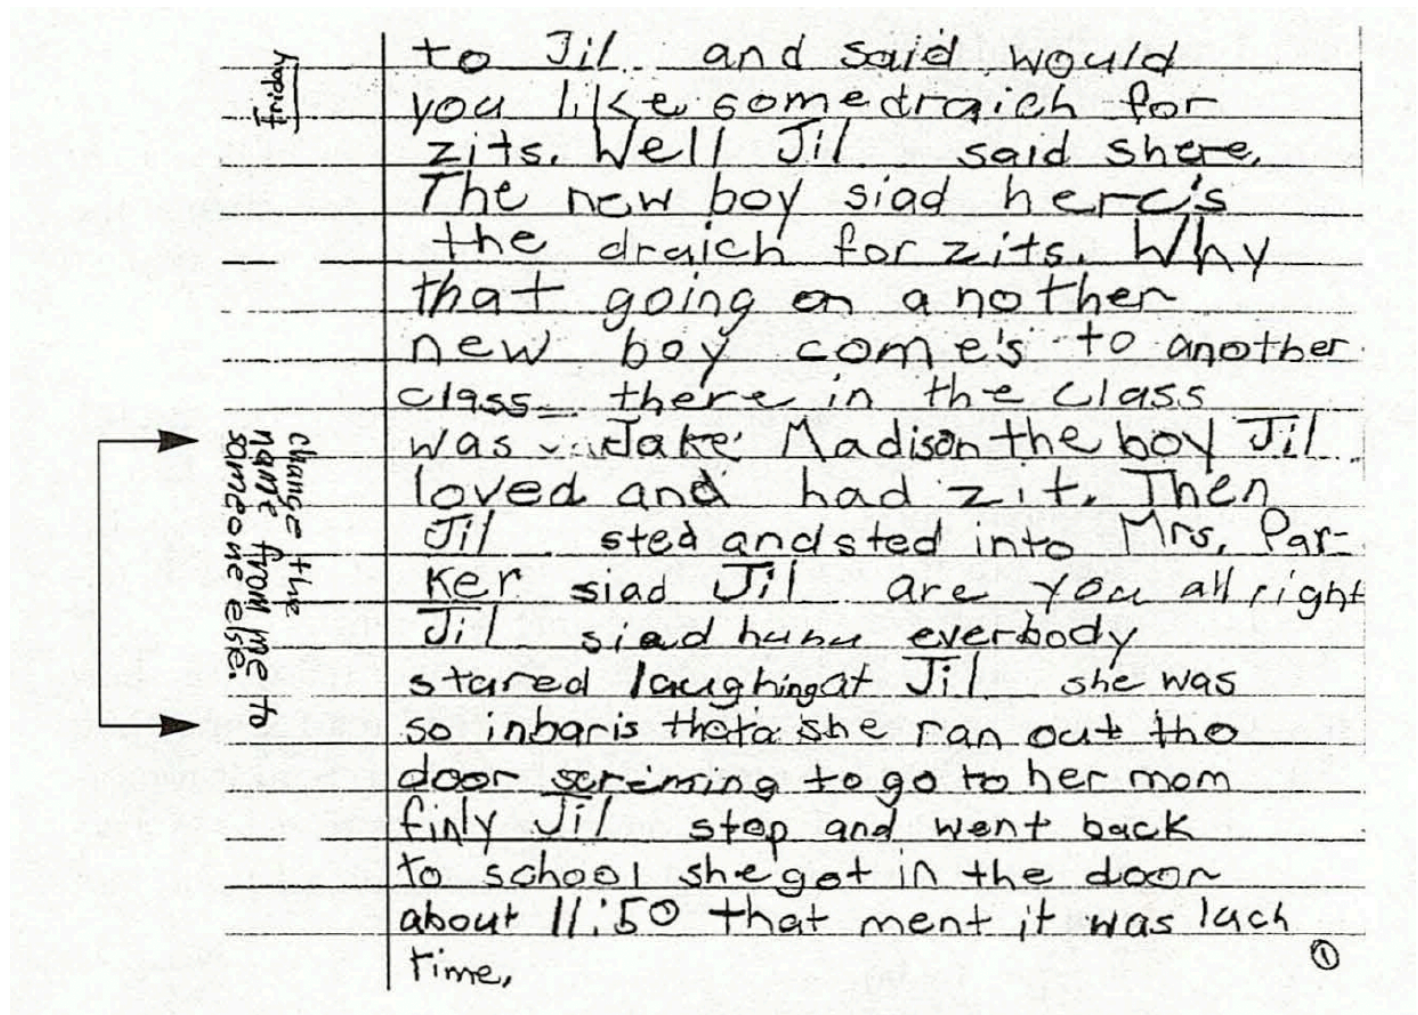 Friday
to Jil and said would
you like some draich for
zits. Well Jil said shere.
The new boy siad here's
the draich for zits. Why
that going on another
new boy come's to another
class there in the class
was Jake Madison the boy Jil
loved and had zit. Then
Jil sted and sted into Mrs. Par-
ker siad Jil are you all right
Jil siad huhu everbody
stared laughing at Jil she was
so inbaris theta she ran out the
door scriming to go to her mom
finly Jil stop and went back
to school she got in the door
about 11:50 that ment it was lach
time.
change the
name from me to
someone else.
1